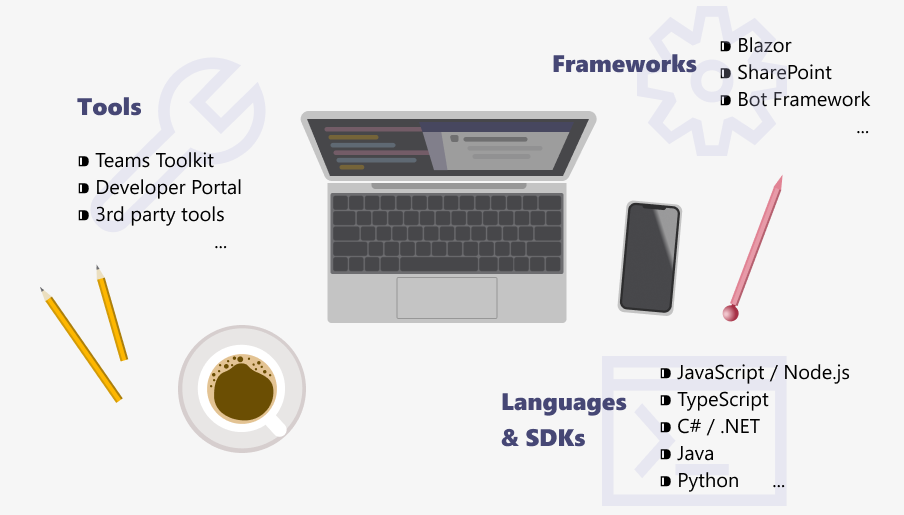 Tools
Teams Toolkit
Developer Portal
3rd party tools
...
Frameworks
Blazor
SharePoint
Bot Framework
...
Languages
& SDKs
JavaScript / Node.js
TypeScript
C# / .NET
Java
Python ...